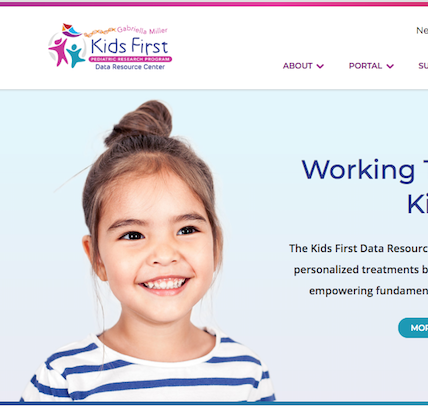 Gabriella Miller
Kids First
PEDIATRIC RESEARCH PROGRAM
Data Resource Center
Ne
ABOUT
PORTAL
SU
Working T
Ki
The Kids First Data Resourc
personalized treatments b
empowering fundamen
MOR